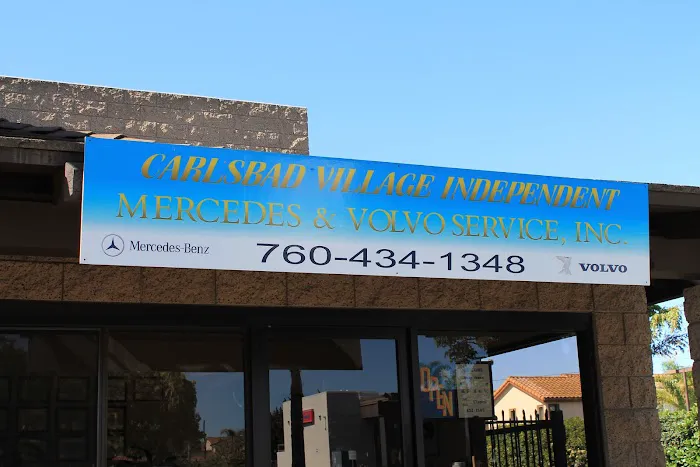 CARLSBAD VILLAGE INDEPENDENT
MERCEDES & VOLVO SERVICE, INC.
Mercedes-Benz
760-434-1348
VOLVO
OPEN